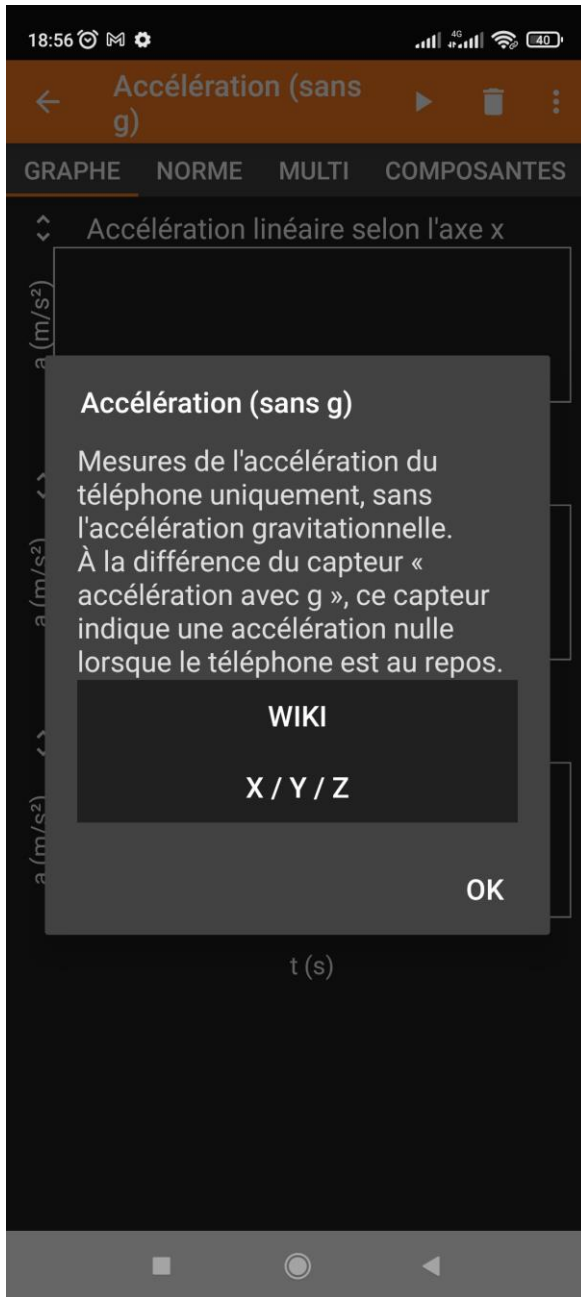 18:56
4G
40
Accélération (sans
g)
GRAPHE NORME MULTI COMPOSANTES
Accélération linéaire selon l'axe x
a (m/s²)
Accélération (sans g)
Mesures de l'accélération du
téléphone uniquement, sans
l'accélération gravitationnelle.
À la différence du capteur «
accélération avec g », ce capteur
indique une accélération nulle
lorsque le téléphone est au repos.
WIKI
X / Y / Z
OK
a (m/s²)
a (m/s²)
t (s)